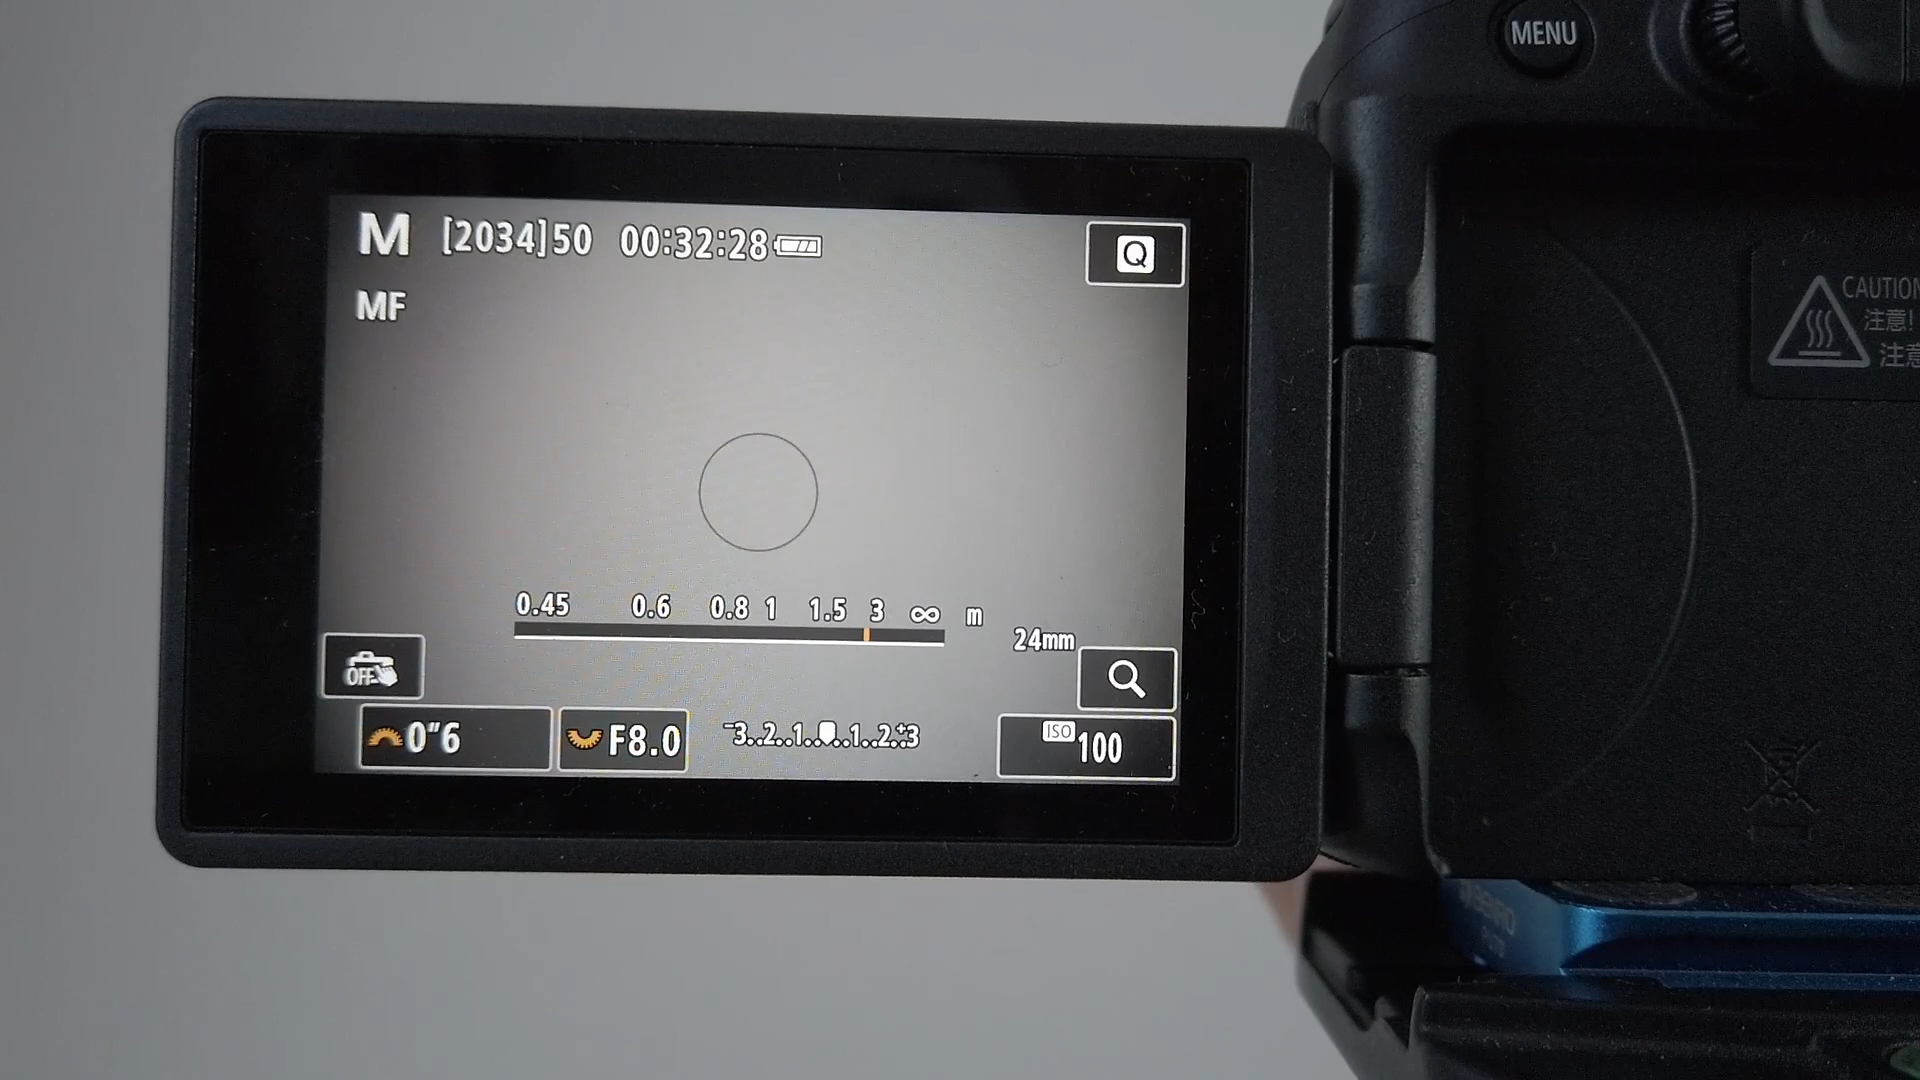 MENU
M [2034]50 00:32:28
Q
MF
0.45 0.6 0.8 1 1.5 3 ∞ m
24mm
OFF
0"6 F8.0 -3..2..1..0..1..2..+3 ISO 100
CAUTION
注意!
注意
BENRO